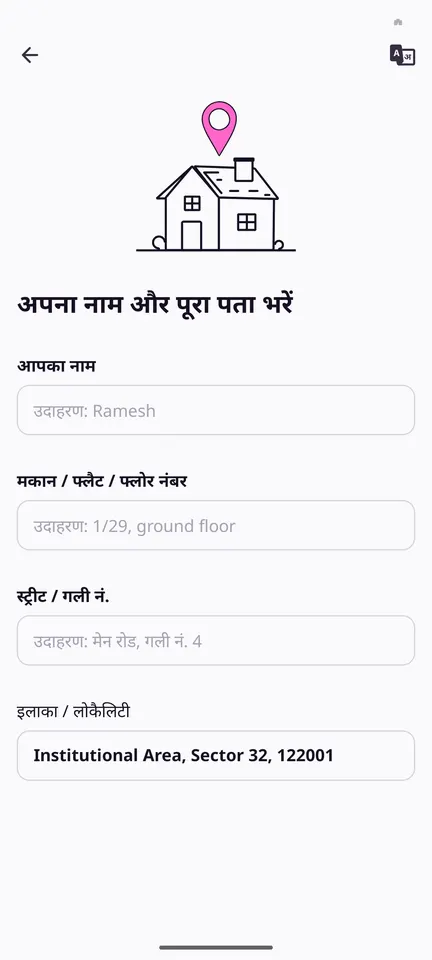 A अ
अपना नाम और पूरा पता भरें
आपका नाम
उदाहरण: Ramesh
मकान / फ्लैट / फ्लोर नंबर
उदाहरण: 1/29, ground floor
स्ट्रीट / गली नं.
उदाहरण: मेन रोड, गली नं. 4
इलाका / लोकैलिटी
Institutional Area, Sector 32, 122001